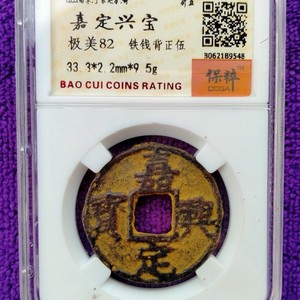 嘉定兴宝
极美82 铁钱背正伍
33.3*2.2mm*9.5g
BAO CUI COINS RATING
3062189548
保粹
嘉
寶 興
定